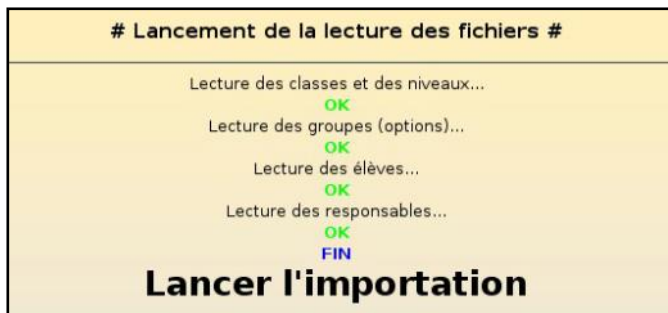 # Lancement de la lecture des fichiers #
Lecture des classes et des niveaux...
OK
Lecture des groupes (options)...
OK
Lecture des élèves...
OK
Lecture des responsables...
OK
FIN
Lancer l'importation